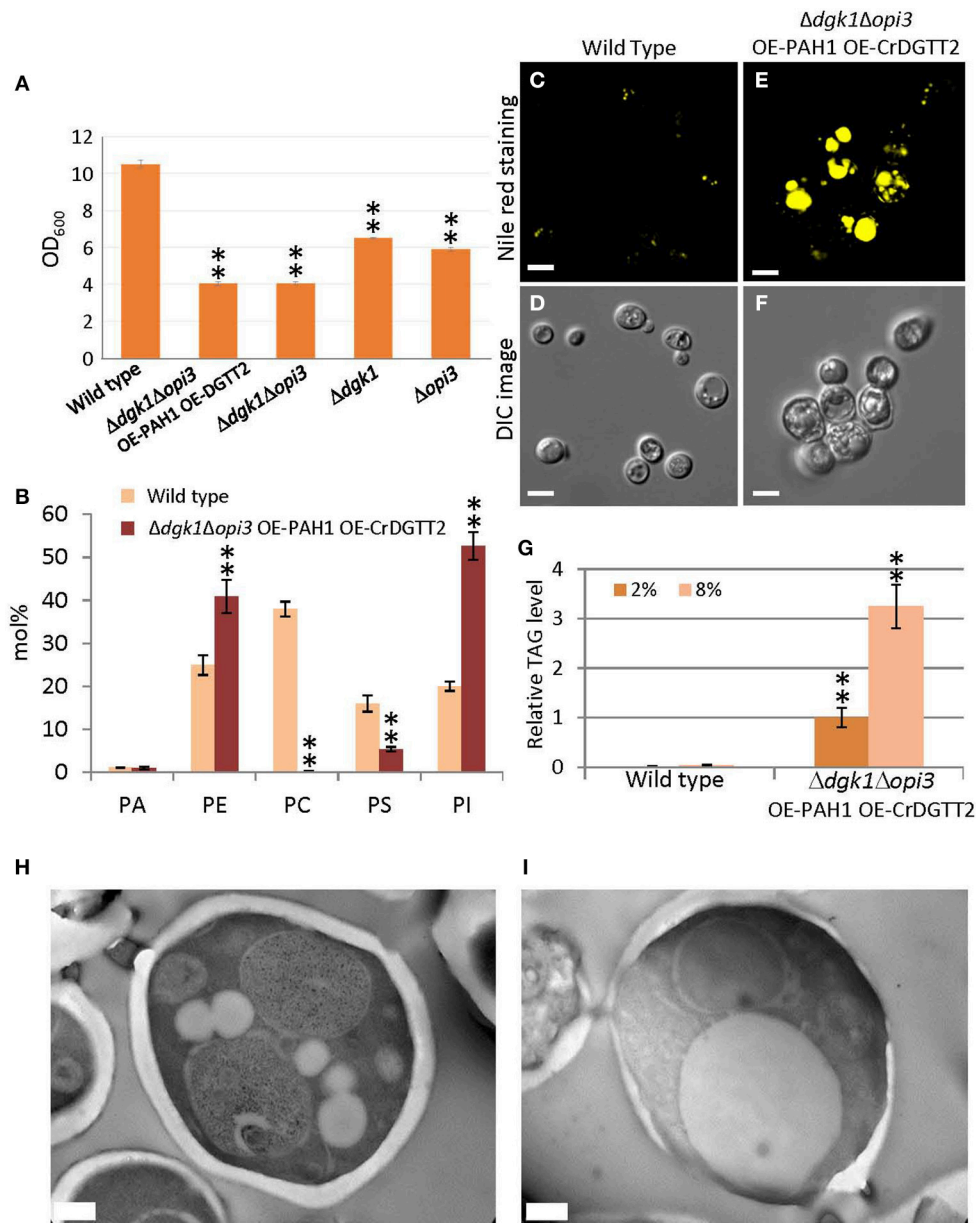 A
12
10
8
6
4
2
0
OD600
**
**
**
**
Wild type
Δdgk1Δopi3
OE-PAH1 OE-DGTT2
Δdgk1Δopi3
Δdgk1
Δopi3
B
Wild type
Δdgk1Δopi3 OE-PAH1 OE-CrDGTT2
60
50
40
30
20
10
0
mol%
**
**
**
**
PA PE PC PS PI
Wild Type
Δdgk1Δopi3
OE-PAH1 OE-CrDGTT2
Nile red staining
C
E
DIC image
D
F
G
4
3
2
1
0
Relative TAG level
2% 8%
**
**
Wild type
Δdgk1Δopi3
OE-PAH1 OE-CrDGTT2
H
I